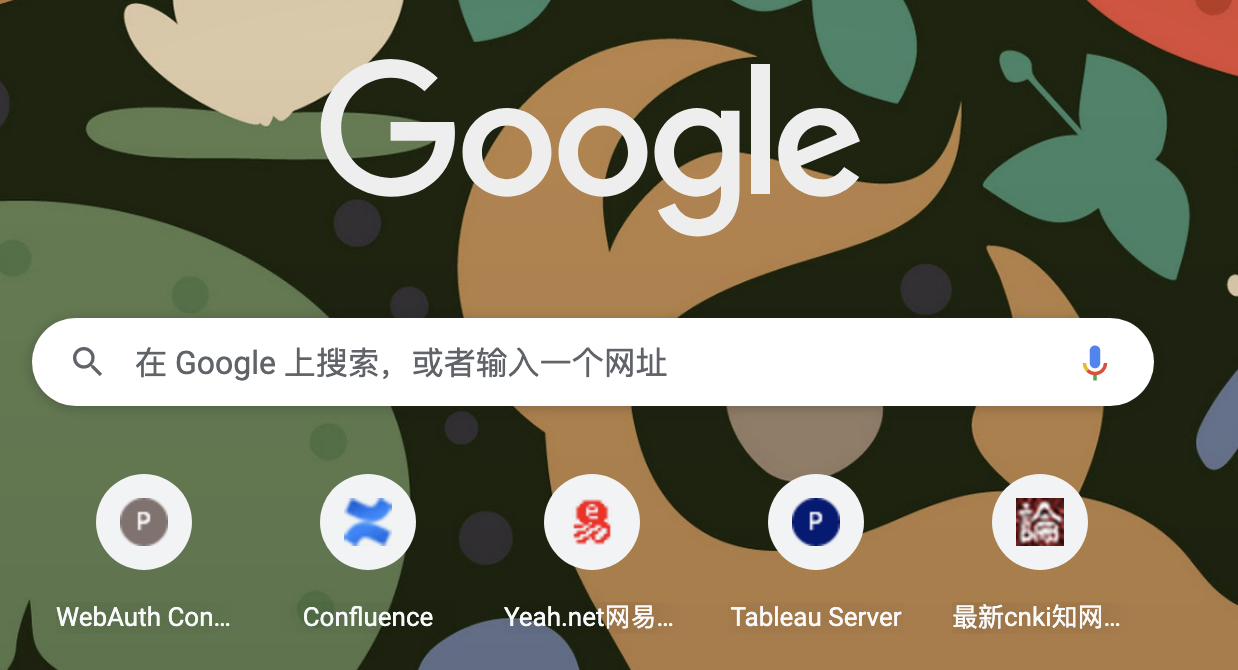 Google
在 Google 上搜索，或者输入一个网址
P
e
易
P
論
WebAuth Con...
Confluence
Yeah.net网易...
Tableau Server
最新cnki知网...